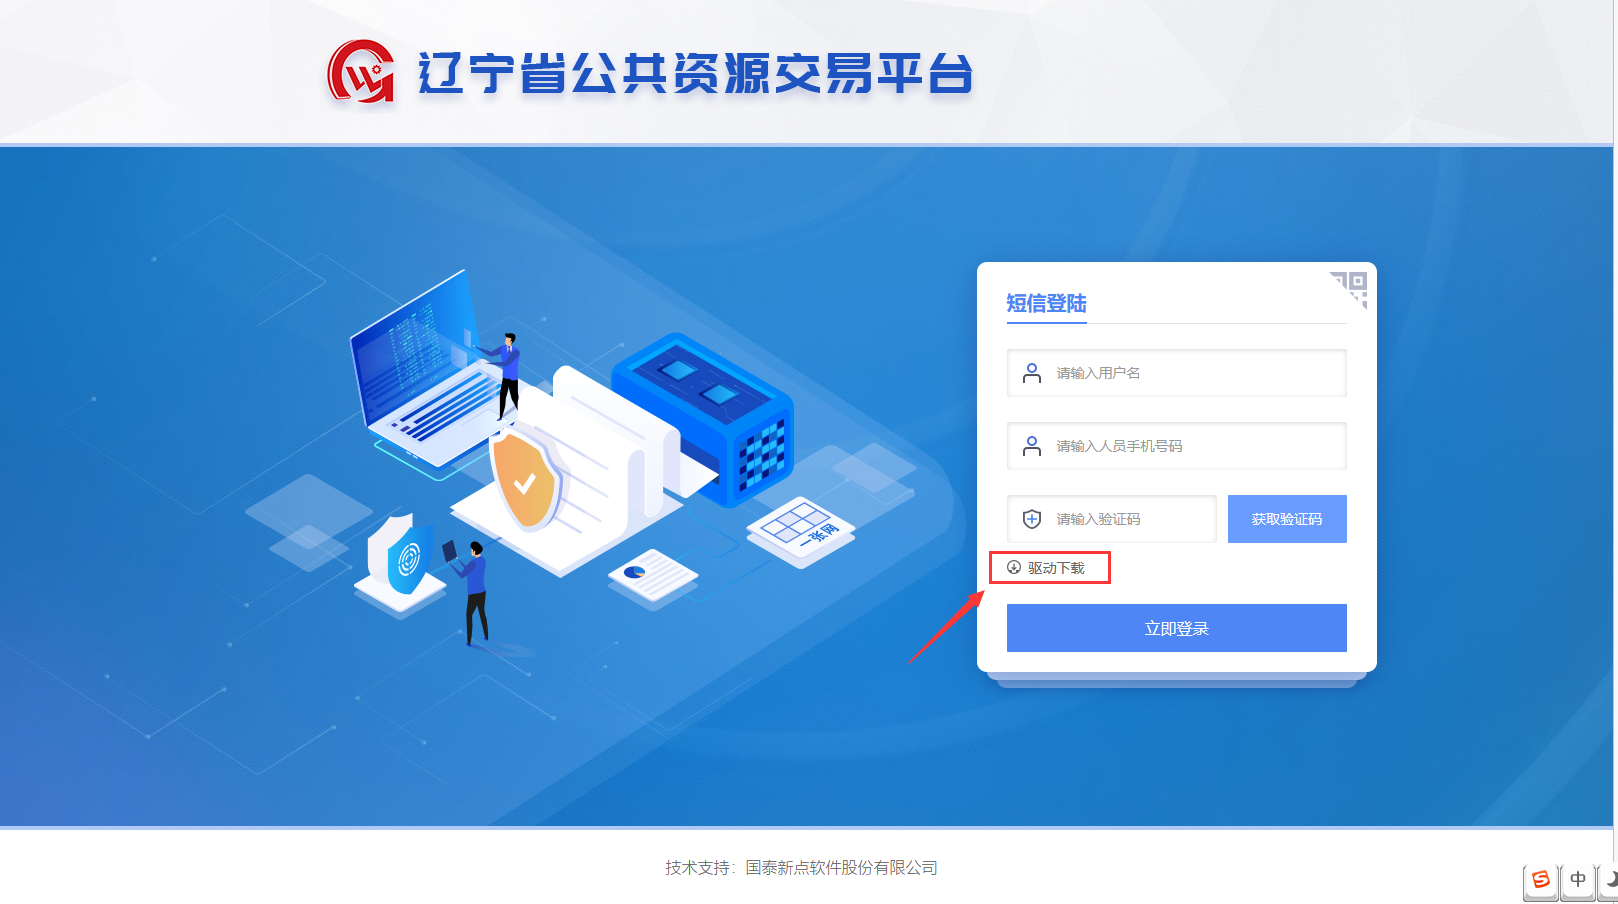 辽宁省公共资源交易平台
短信登陆
请输入用户名
请输入人员手机号码
请输入验证码
获取验证码
驱动下载
立即登录
一张网
技术支持：国泰新点软件股份有限公司
中